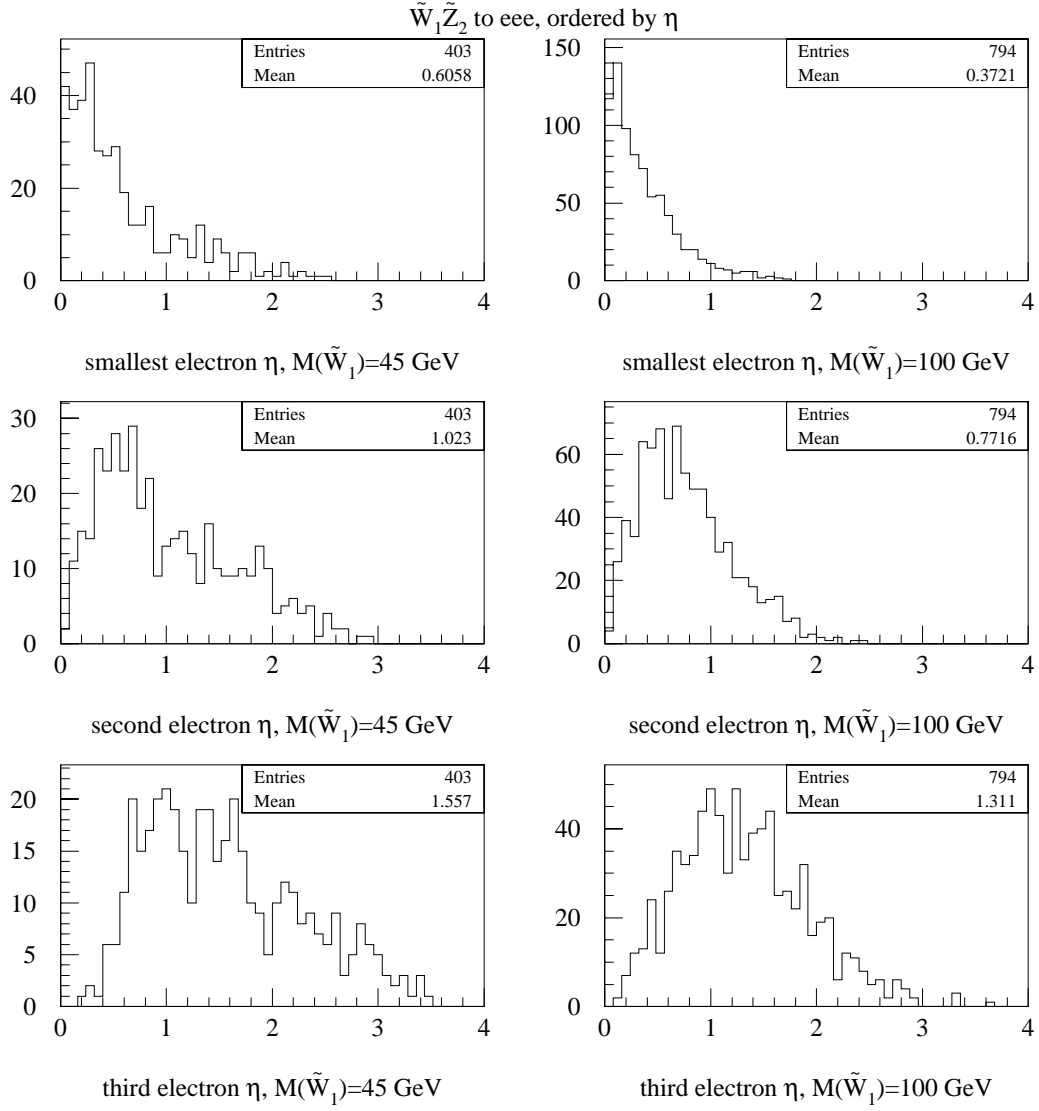 W̃₁Z̃₂ to eee, ordered by η
Entries 403
Mean 0.6058
40
20
0
0 1 2 3 4
smallest electron η, M(W̃₁)=45 GeV
Entries 794
Mean 0.3721
150
100
50
0
0 1 2 3 4
smallest electron η, M(W̃₁)=100 GeV
Entries 403
Mean 1.023
30
20
10
0
0 1 2 3 4
second electron η, M(W̃₁)=45 GeV
Entries 794
Mean 0.7716
60
40
20
0
0 1 2 3 4
second electron η, M(W̃₁)=100 GeV
Entries 403
Mean 1.557
20
15
10
5
0
0 1 2 3 4
third electron η, M(W̃₁)=45 GeV
Entries 794
Mean 1.311
40
20
0
0 1 2 3 4
third electron η, M(W̃₁)=100 GeV